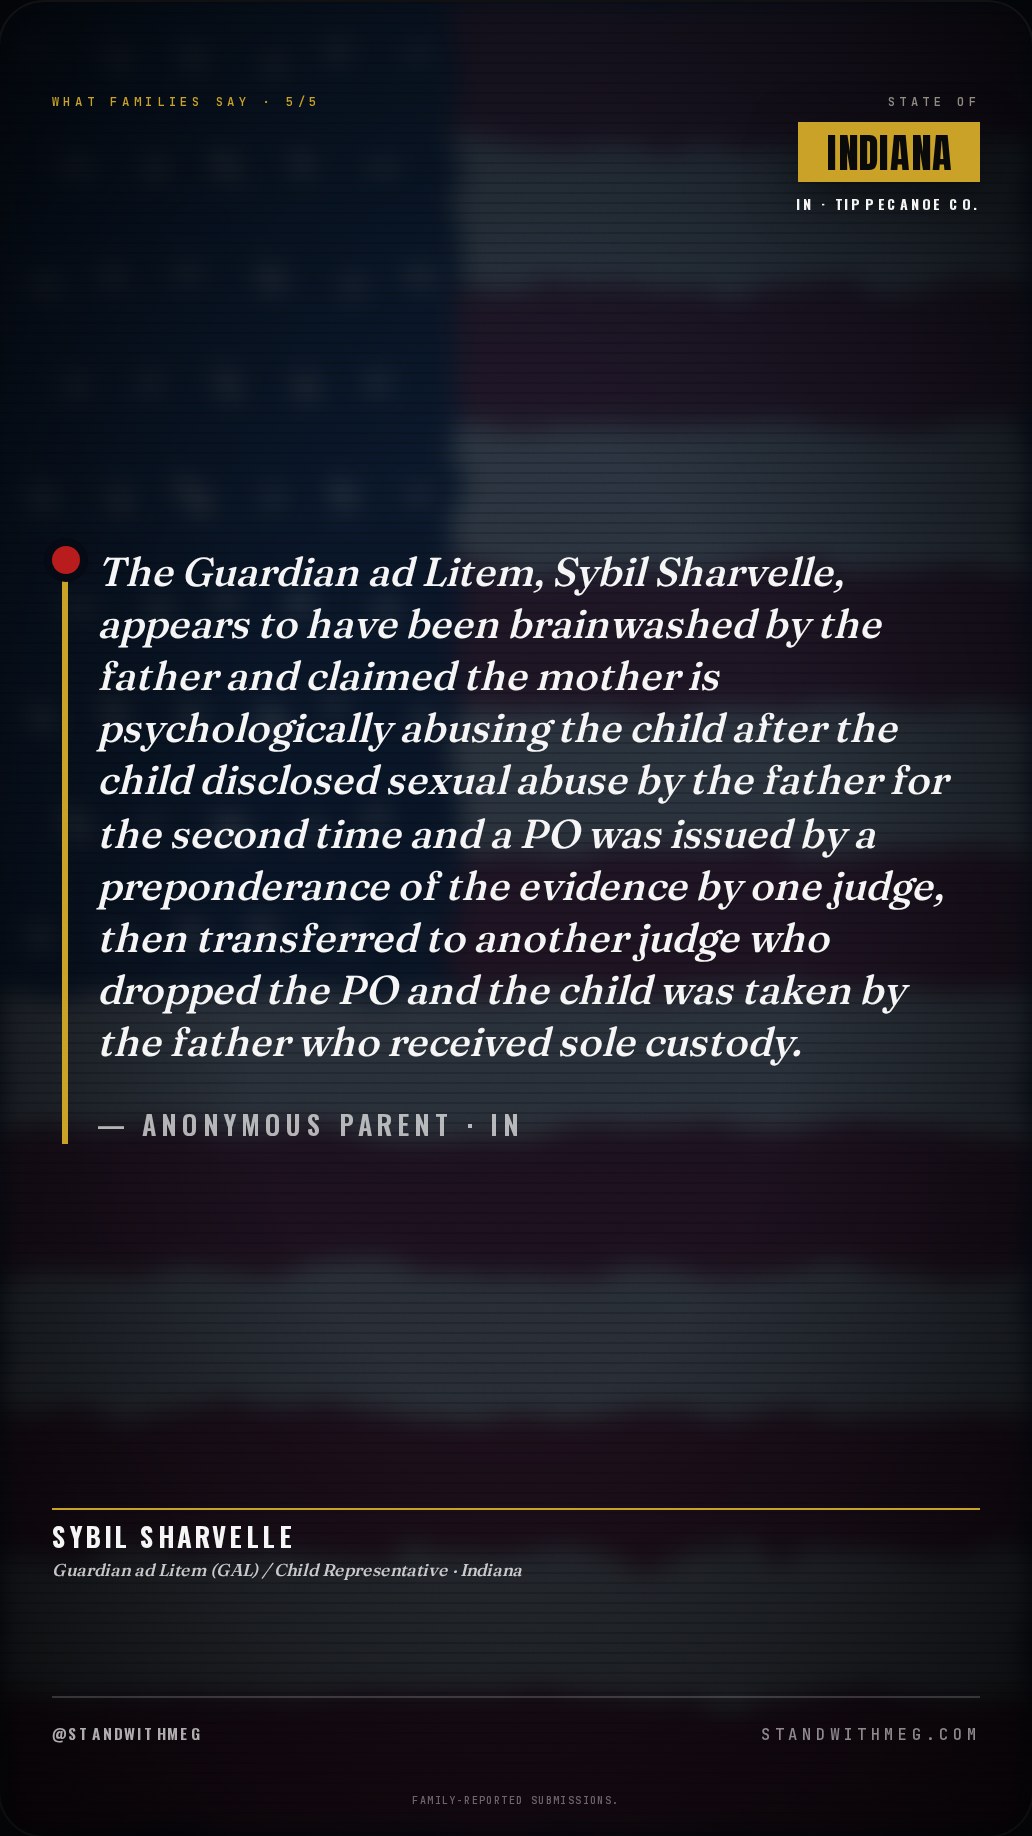 WHAT FAMILIES SAY · 5/5
STATE OF
INDIANA
IN · TIPPECANOE CO.
The Guardian ad Litem, Sybil Sharvelle,
appears to have been brainwashed by the
father and claimed the mother is
psychologically abusing the child after the
child disclosed sexual abuse by the father for
the second time and a PO was issued by a
preponderance of the evidence by one judge,
then transferred to another judge who
dropped the PO and the child was taken by
the father who received sole custody.
— ANONYMOUS PARENT · IN
SYBIL SHARVELLE
Guardian ad Litem (GAL) / Child Representative · Indiana
@STANDWITHMEG
STANDWITHMEG.COM
FAMILY-REPORTED SUBMISSIONS.